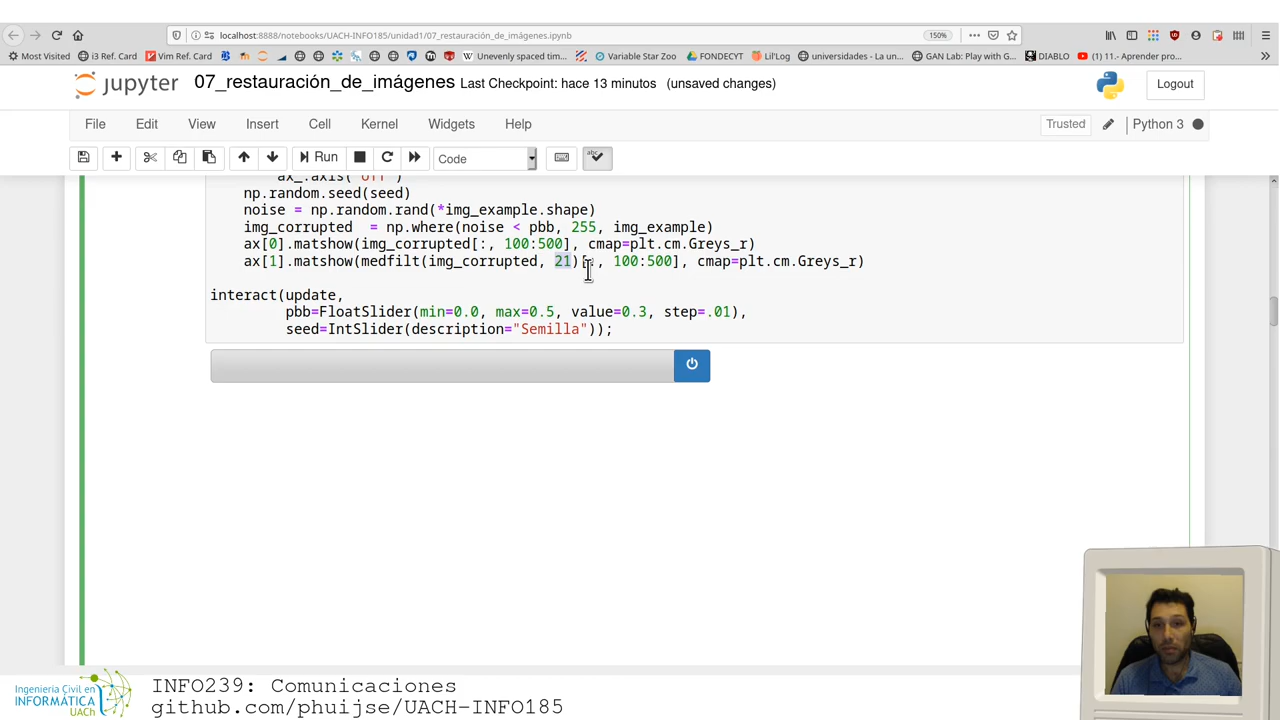 localhost:8888/notebooks/UACH-INFO185/unidad1/07_restauración_de_imágenes.ipynb 150%
Most Visited i3 Ref. Card Vim Ref. Card Unevenly spaced tim... Variable Star Zoo FONDECYT Lil'Log universidades - La un... GAN Lab: Play with G... DIABLO (1) 11.- Aprender pro...
jupyter 07_restauración_de_imágenes Last Checkpoint: hace 13 minutos (unsaved changes) Logout
File Edit View Insert Cell Kernel Widgets Help Trusted Python 3
Run Code
ax_.axis('off')
np.random.seed(seed)
noise = np.random.rand(*img_example.shape)
img_corrupted  = np.where(noise < pbb, 255, img_example)
ax[0].matshow(img_corrupted[:, 100:500], cmap=plt.cm.Greys_r)
ax[1].matshow(medfilt(img_corrupted, 21)[:, 100:500], cmap=plt.cm.Greys_r)
interact(update,
pbb=FloatSlider(min=0.0, max=0.5, value=0.3, step=.01),
seed=IntSlider(description="Semilla"));
Ingeniería Civil en
INFORMÁTICA
UACh
INFO239: Comunicaciones
github.com/phuijse/UACH-INFO185